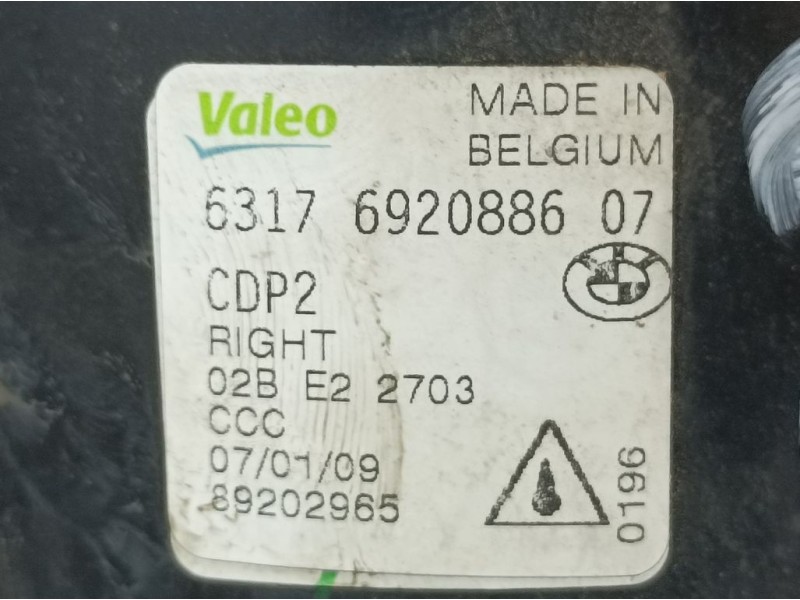 Valeo
MADE IN
BELGIUM
6317 6920886 07
CDP2
RIGHT
02B E2 2703
CCC
07/01/09
89202965
0196